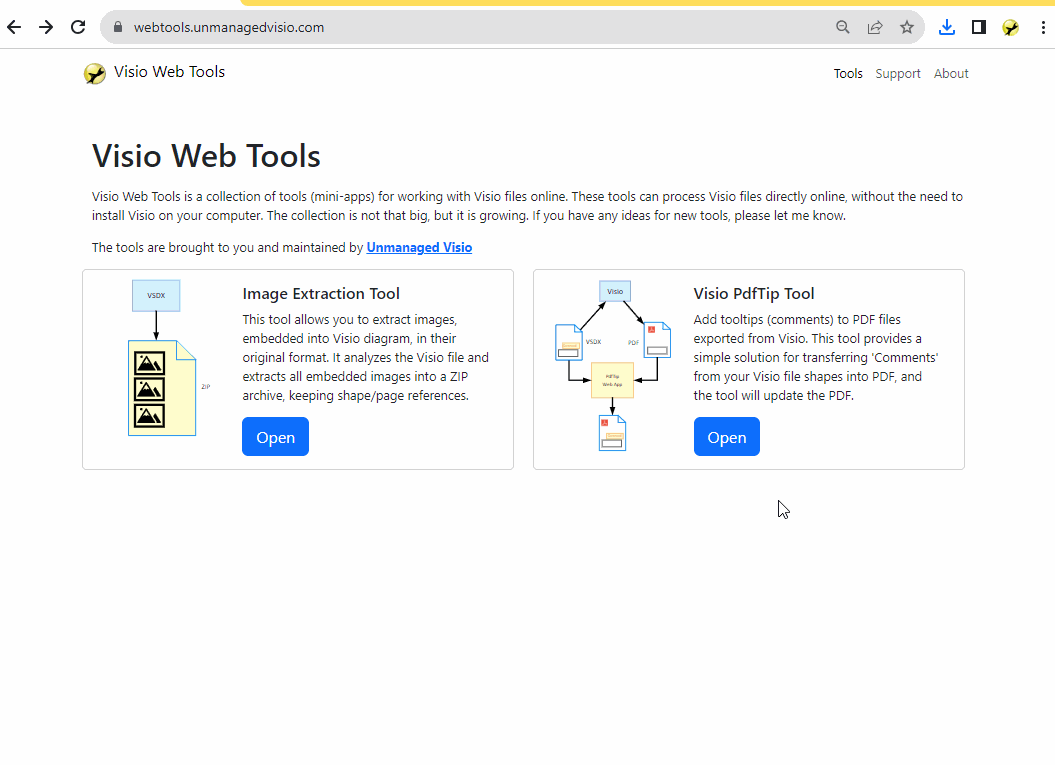 webtools.unmanagedvisio.com
Visio Web Tools
Tools Support About
Visio Web Tools
Visio Web Tools is a collection of tools (mini-apps) for working with Visio files online. These tools can process Visio files directly online, without the need to
install Visio on your computer. The collection is not that big, but it is growing. If you have any ideas for new tools, please let me know.
The tools are brought to you and maintained by Unmanaged Visio
VSDX
ZIP
Image Extraction Tool
This tool allows you to extract images,
embedded into Visio diagram, in their
original format. It analyzes the Visio file and
extracts all embedded images into a ZIP
archive, keeping shape/page references.
Open
Visio
VSDX
PDF
PdfTip
Web App
Visio PdfTip Tool
Add tooltips (comments) to PDF files
exported from Visio. This tool provides a
simple solution for transferring 'Comments'
from your Visio file shapes into PDF, and
the tool will update the PDF.
Open